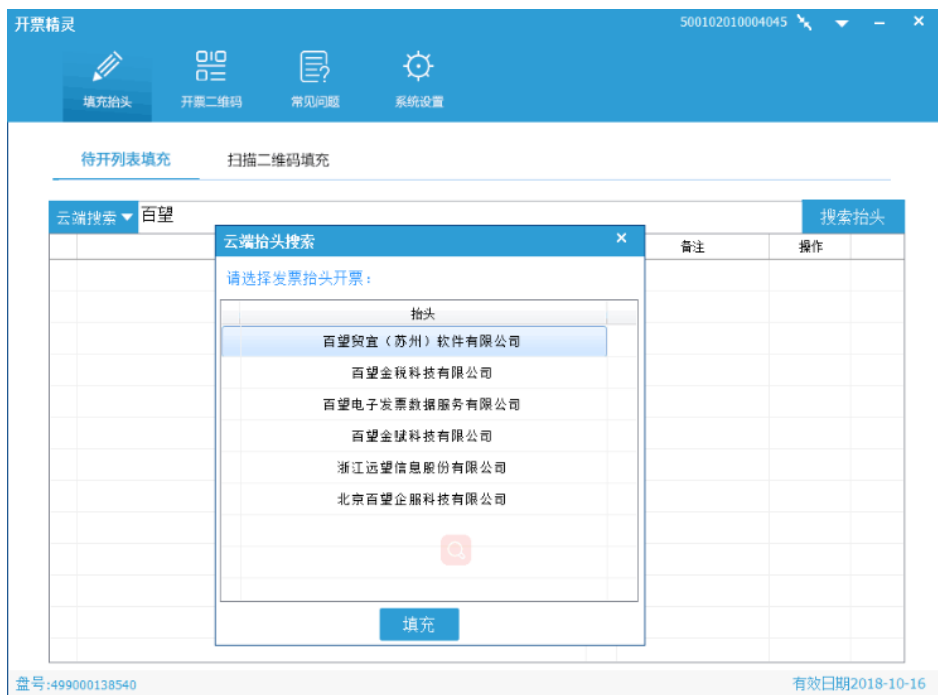 开票精灵 500102010004045
填充抬头 开票二维码 常见问题 系统设置
待开列表填充 扫描二维码填充
云端搜索 百望 搜索抬头
备注 操作
云端抬头搜索
请选择发票抬头开票：
抬头
百望贸宜（苏州）软件有限公司
百望金税科技有限公司
百望电子发票数据服务有限公司
百望金赋科技有限公司
浙江远望信息股份有限公司
北京百望企服科技有限公司
填充
盘号:499000138540 有效日期2018-10-16